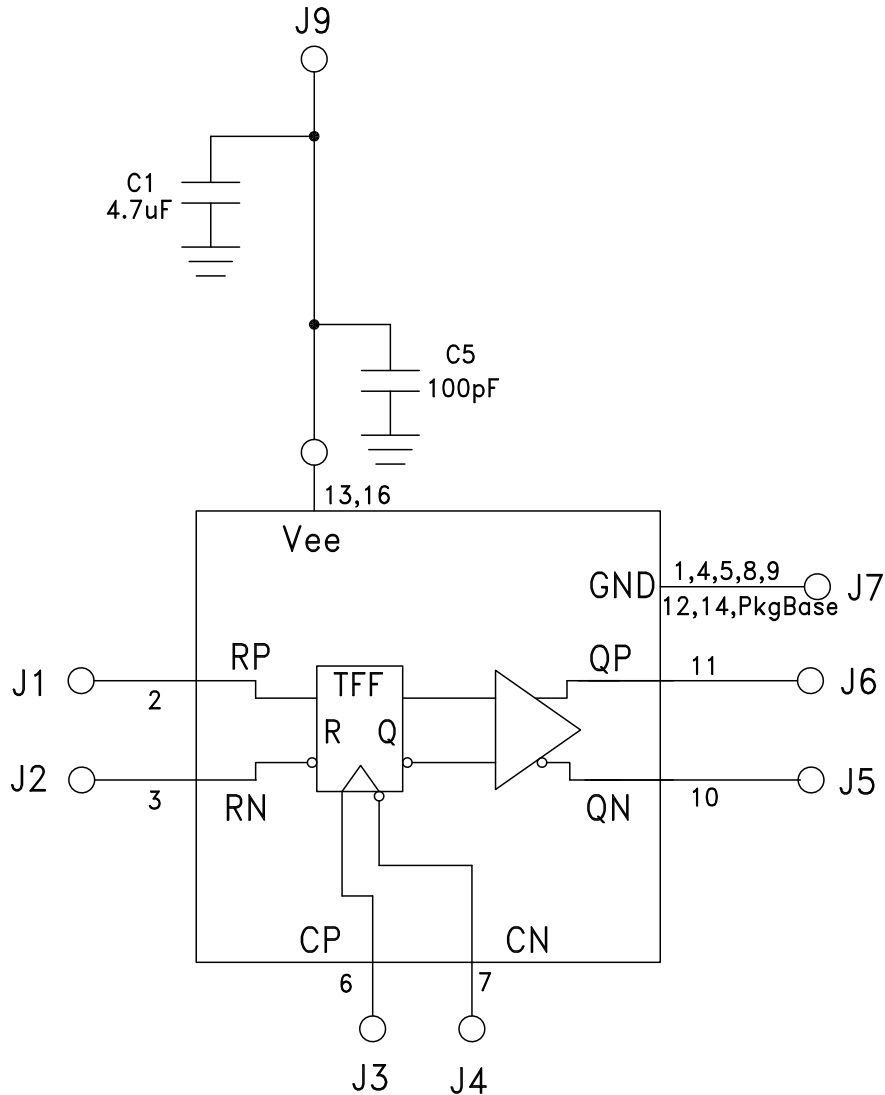 J9
C1
4.7uF
C5
100pF
13,16
Vee
GND
1,4,5,8,9
12,14,PkgBase
J7
J1
2
RP
TFF
R
Q
QP
11
J6
J2
3
RN
QN
10
J5
CP
CN
6
7
J3
J4